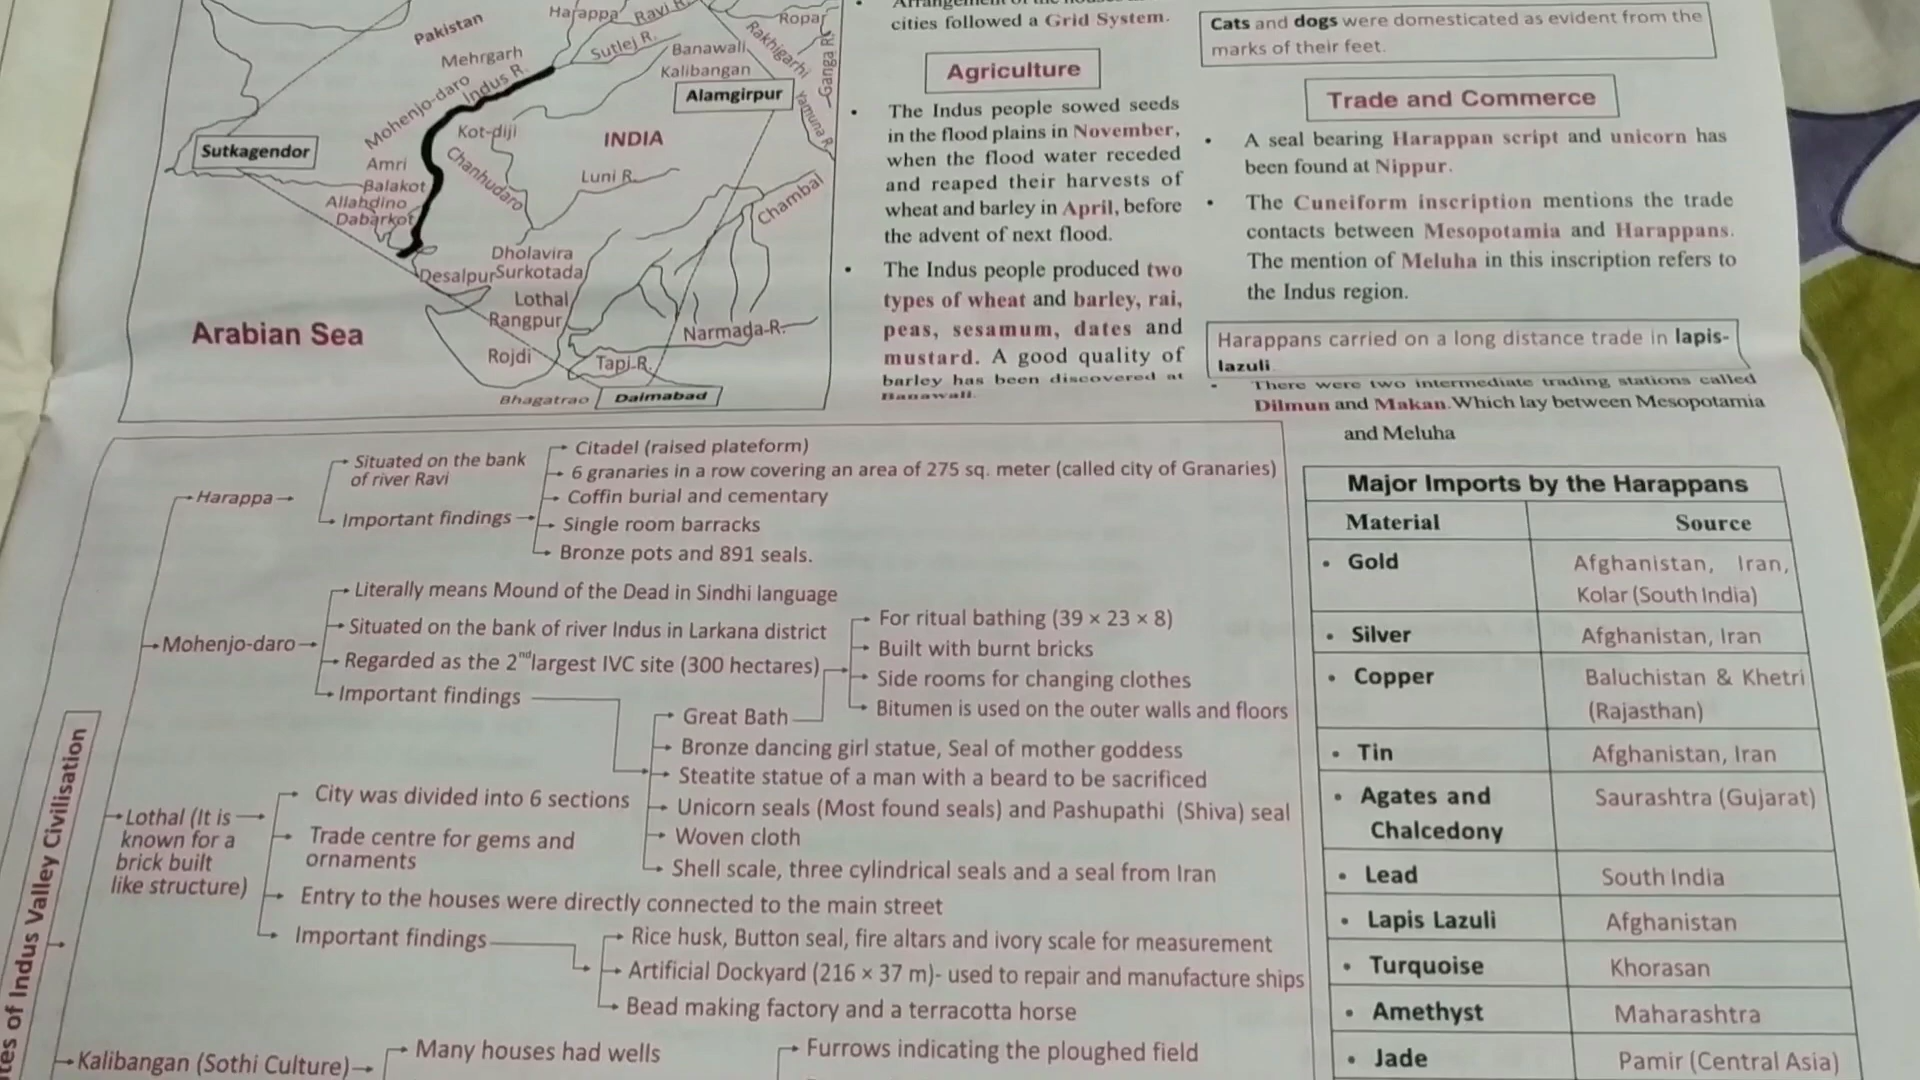 Pakistan
Harappa
Ravi R.
Ropar
Mehrgarh
Sutlej R.
Banawali
Rakhigarhi
Ganga R.
Mohenjo-daro
Indus R.
Kalibangan
Alamgirpur
Yamuna R.
Kot-diji
INDIA
Sutkagendor
Amri
Chanhudaro
Luni R.
Balakot
Allahdino
Dabarkot
Chambal
Dholavira
Desalpur
Surkotada
Lothal
Rangpur
Arabian Sea
Narmada-R.
Rojdi
Tapi-R.
Bhagatrao
Daimabad
cities followed a Grid System.
Agriculture
• The Indus people sowed seeds
in the flood plains in November,
when the flood water receded
and reaped their harvests of
wheat and barley in April, before
the advent of next flood.
• The Indus people produced two
types of wheat and barley, rai,
peas, sesamum, dates and
mustard. A good quality of
barley has been discovered at
Banawali.
Cats and dogs were domesticated as evident from the
marks of their feet.
Trade and Commerce
• A seal bearing Harappan script and unicorn has
been found at Nippur.
• The Cuneiform inscription mentions the trade
contacts between Mesopotamia and Harappans.
The mention of Meluha in this inscription refers to
the Indus region.
Harappans carried on a long distance trade in lapis-
lazuli
• There were two intermediate trading stations called
Dilmun and Makan.Which lay between Mesopotamia
and Meluha
Major Imports by the Harappans
Material Source
• Gold Afghanistan, Iran,
Kolar (South India)
• Silver Afghanistan, Iran
• Copper Baluchistan & Khetri
(Rajasthan)
• Tin Afghanistan, Iran
• Agates and Saurashtra (Gujarat)
Chalcedony
• Lead South India
• Lapis Lazuli Afghanistan
• Turquoise Khorasan
• Amethyst Maharashtra
• Jade Pamir (Central Asia)
of Indus Valley Civilisation
Harappa
Situated on the bank
of river Ravi
Important findings
Citadel (raised plateform)
6 granaries in a row covering an area of 275 sq. meter (called city of Granaries)
Coffin burial and cementary
Single room barracks
Bronze pots and 891 seals.
Mohenjo-daro
Literally means Mound of the Dead in Sindhi language
Situated on the bank of river Indus in Larkana district
Regarded as the 2nd largest IVC site (300 hectares)
Important findings
Great Bath
For ritual bathing (39 × 23 × 8)
Built with burnt bricks
Side rooms for changing clothes
Bitumen is used on the outer walls and floors
Bronze dancing girl statue, Seal of mother goddess
Steatite statue of a man with a beard to be sacrificed
Unicorn seals (Most found seals) and Pashupathi (Shiva) seal
Woven cloth
Shell scale, three cylindrical seals and a seal from Iran
Lothal (It is
known for a
brick built
like structure)
City was divided into 6 sections
Trade centre for gems and
ornaments
Entry to the houses were directly connected to the main street
Important findings
Rice husk, Button seal, fire altars and ivory scale for measurement
Artificial Dockyard (216 × 37 m)- used to repair and manufacture ships
Bead making factory and a terracotta horse
Kalibangan (Sothi Culture)
Many houses had wells
Furrows indicating the ploughed field